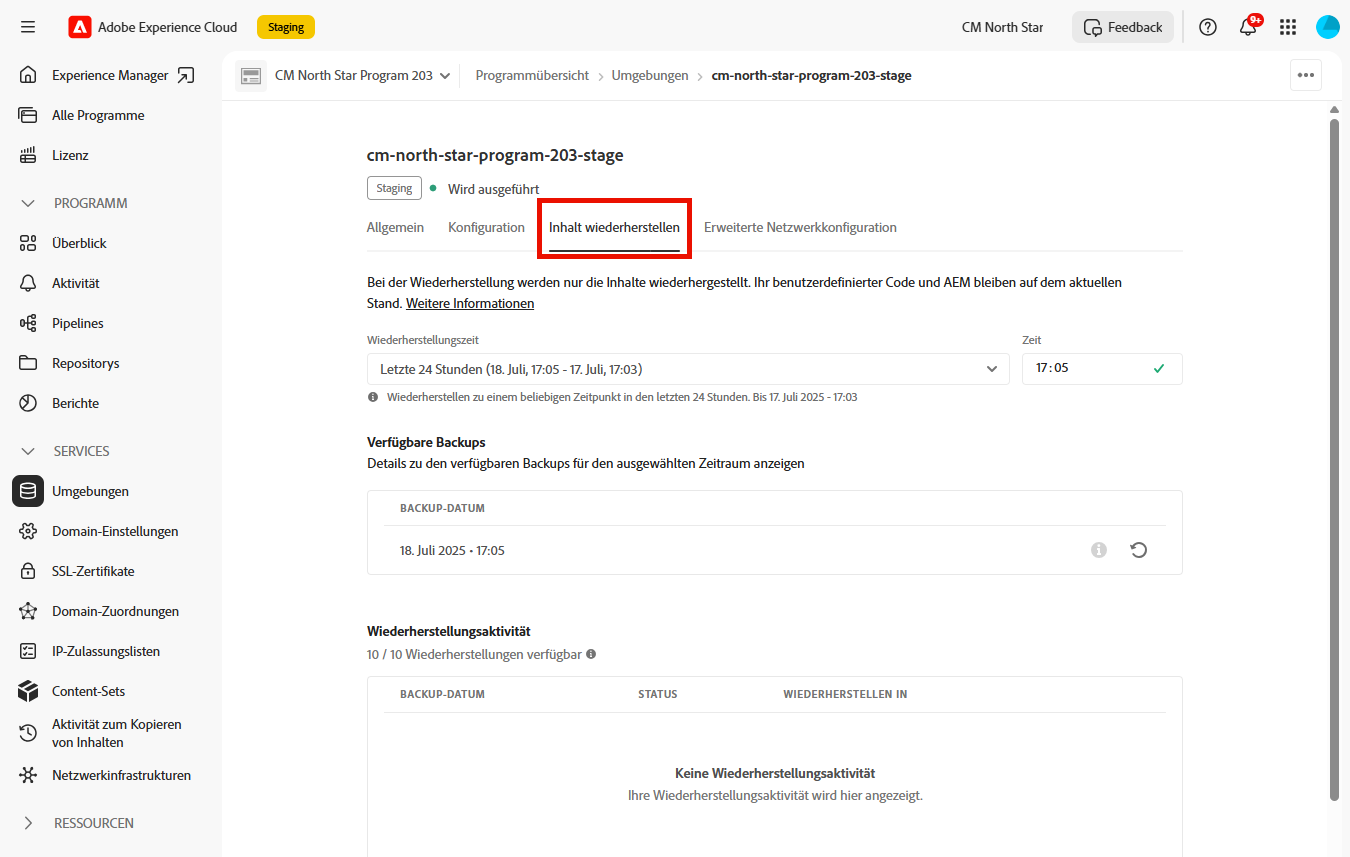 Adobe Experience Cloud
Staging
CM North Star
Feedback
9+
Experience Manager
Alle Programme
Lizenz
PROGRAMM
Überblick
Aktivität
Pipelines
Repositorys
Berichte
SERVICES
Umgebungen
Domain-Einstellungen
SSL-Zertifikate
Domain-Zuordnungen
IP-Zulassungslisten
Content-Sets
Aktivität zum Kopieren
von Inhalten
Netzwerkinfrastrukturen
RESSOURCEN
CM North Star Program 203
Programmübersicht > Umgebungen > cm-north-star-program-203-stage
cm-north-star-program-203-stage
Staging
Wird ausgeführt
Allgemein
Konfiguration
Inhalt wiederherstellen
Erweiterte Netzwerkkonfiguration
Bei der Wiederherstellung werden nur die Inhalte wiederhergestellt. Ihr benutzerdefinierter Code und AEM bleiben auf dem aktuellen
Stand. Weitere Informationen
Wiederherstellungszeit
Zeit
Letzte 24 Stunden (18. Juli, 17:05 - 17. Juli, 17:03)
17:05
Wiederherstellen zu einem beliebigen Zeitpunkt in den letzten 24 Stunden. Bis 17. Juli 2025 - 17:03
Verfügbare Backups
Details zu den verfügbaren Backups für den ausgewählten Zeitraum anzeigen
BACKUP-DATUM
18. Juli 2025 • 17:05
Wiederherstellungsaktivität
10 / 10 Wiederherstellungen verfügbar
BACKUP-DATUM
STATUS
WIEDERHERSTELLEN IN
Keine Wiederherstellungsaktivität
Ihre Wiederherstellungsaktivität wird hier angezeigt.